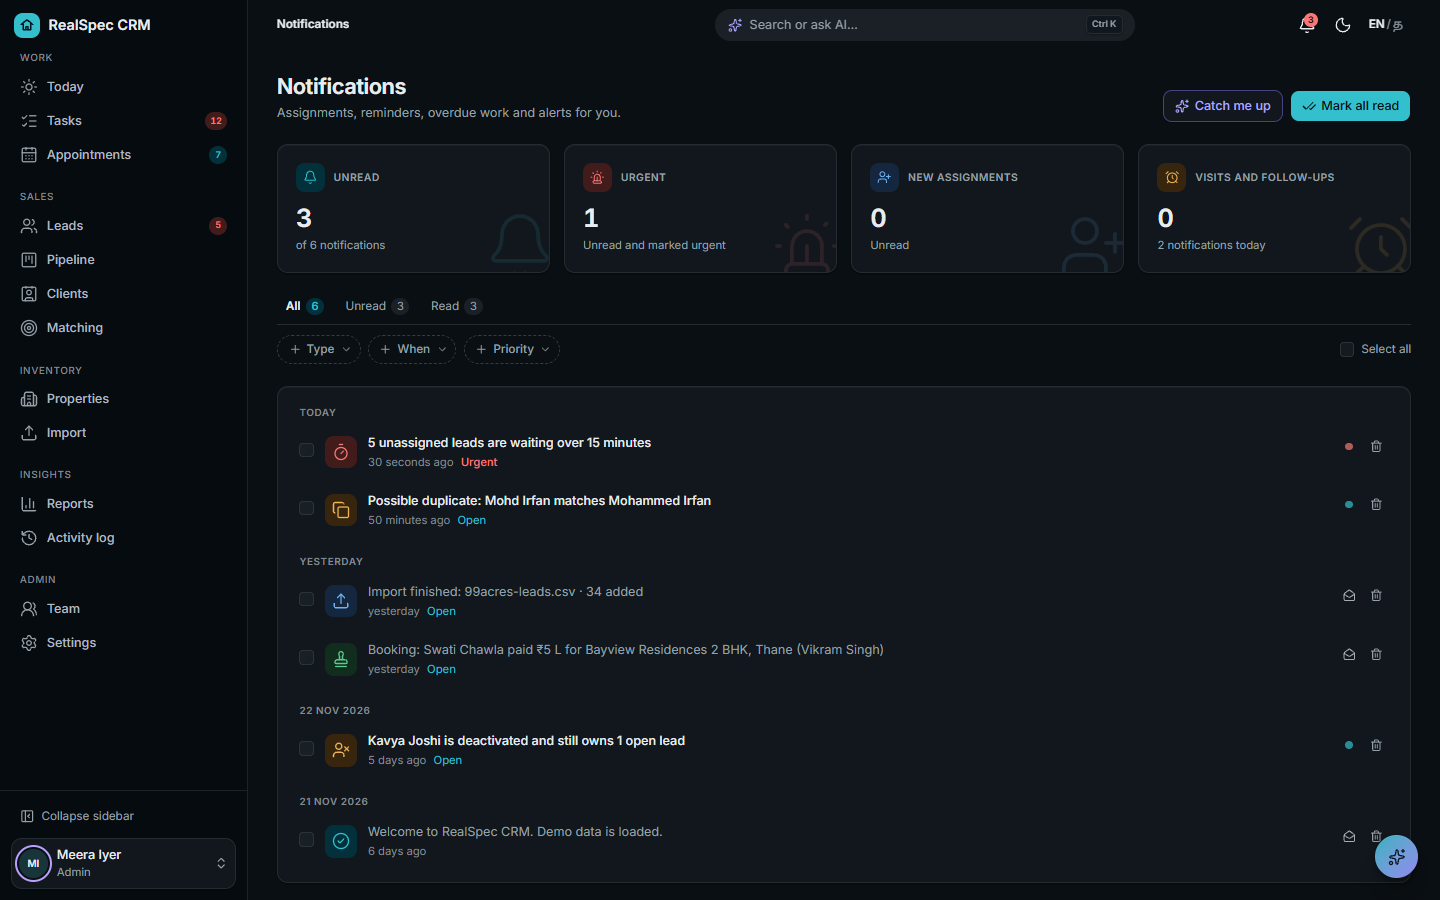 RealSpec CRM
WORK
Today
Tasks 12
Appointments 7
SALES
Leads 5
Pipeline
Clients
Matching
INVENTORY
Properties
Import
INSIGHTS
Reports
Activity log
ADMIN
Team
Settings
Collapse sidebar
MI
Meera Iyer
Admin
Notifications
Search or ask AI... Ctrl K
3
EN / த
Notifications
Assignments, reminders, overdue work and alerts for you.
Catch me up
Mark all read
UNREAD
3
of 6 notifications
URGENT
1
Unread and marked urgent
NEW ASSIGNMENTS
0
Unread
VISITS AND FOLLOW-UPS
0
2 notifications today
All 6 Unread 3 Read 3
Type When Priority Select all
TODAY
5 unassigned leads are waiting over 15 minutes
30 seconds ago Urgent
Possible duplicate: Mohd Irfan matches Mohammed Irfan
50 minutes ago Open
YESTERDAY
Import finished: 99acres-leads.csv · 34 added
yesterday Open
Booking: Swati Chawla paid ₹5 L for Bayview Residences 2 BHK, Thane (Vikram Singh)
yesterday Open
22 NOV 2026
Kavya Joshi is deactivated and still owns 1 open lead
5 days ago Open
21 NOV 2026
Welcome to RealSpec CRM. Demo data is loaded.
6 days ago